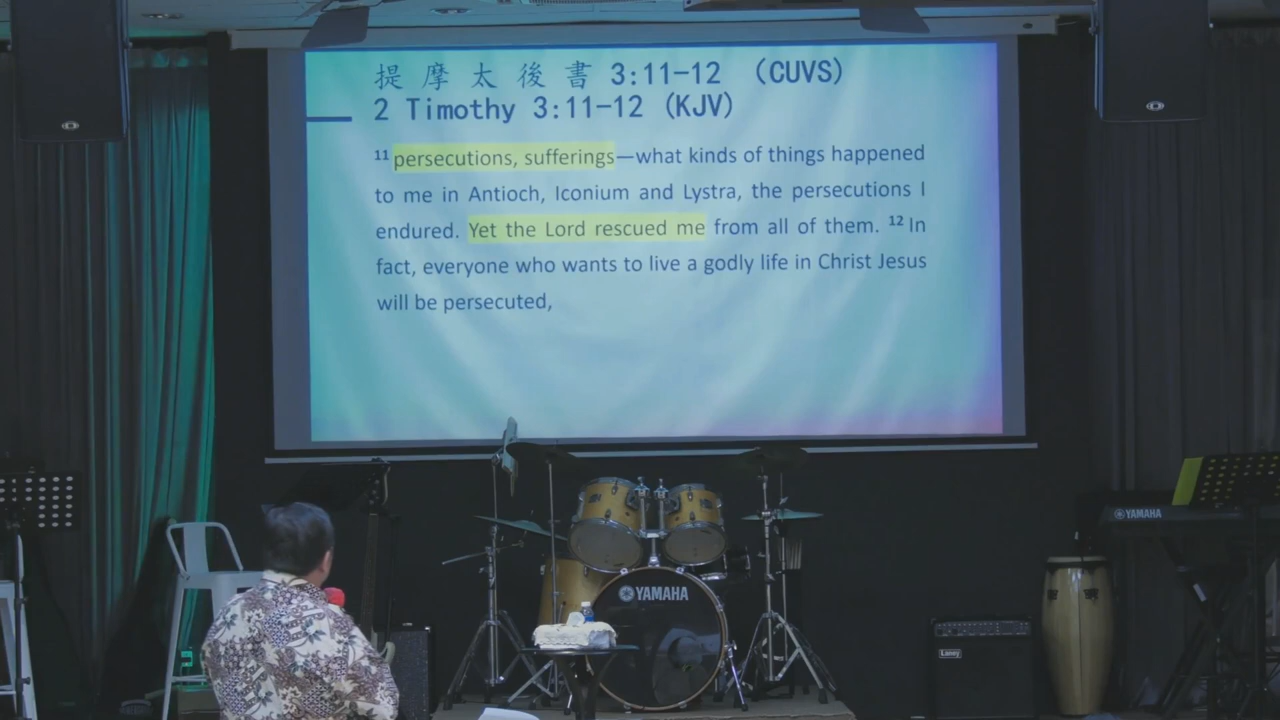 提摩太後書 3:11-12 （CUVS）
2 Timothy 3:11-12 (KJV)
11 persecutions, sufferings—what kinds of things happened
to me in Antioch, Iconium and Lystra, the persecutions I
endured. Yet the Lord rescued me from all of them. 12 In
fact, everyone who wants to live a godly life in Christ Jesus
will be persecuted,
YAMAHA
YAMAHA
Laney